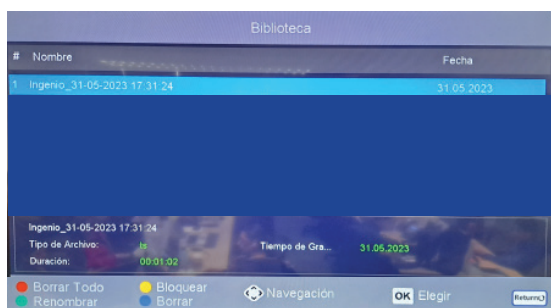 Biblioteca
# Nombre Fecha
1 Ingenio_31-05-2023 17:31:24 31.05.2023
Ingenio_31-05-2023 17:31:24
Tipo de Archivo: ts Tiempo de Gra... 31.05.2023
Duración: 00:01:02
Borrar Todo Bloquear Navegación OK Elegir Return
Renombrar Borrar